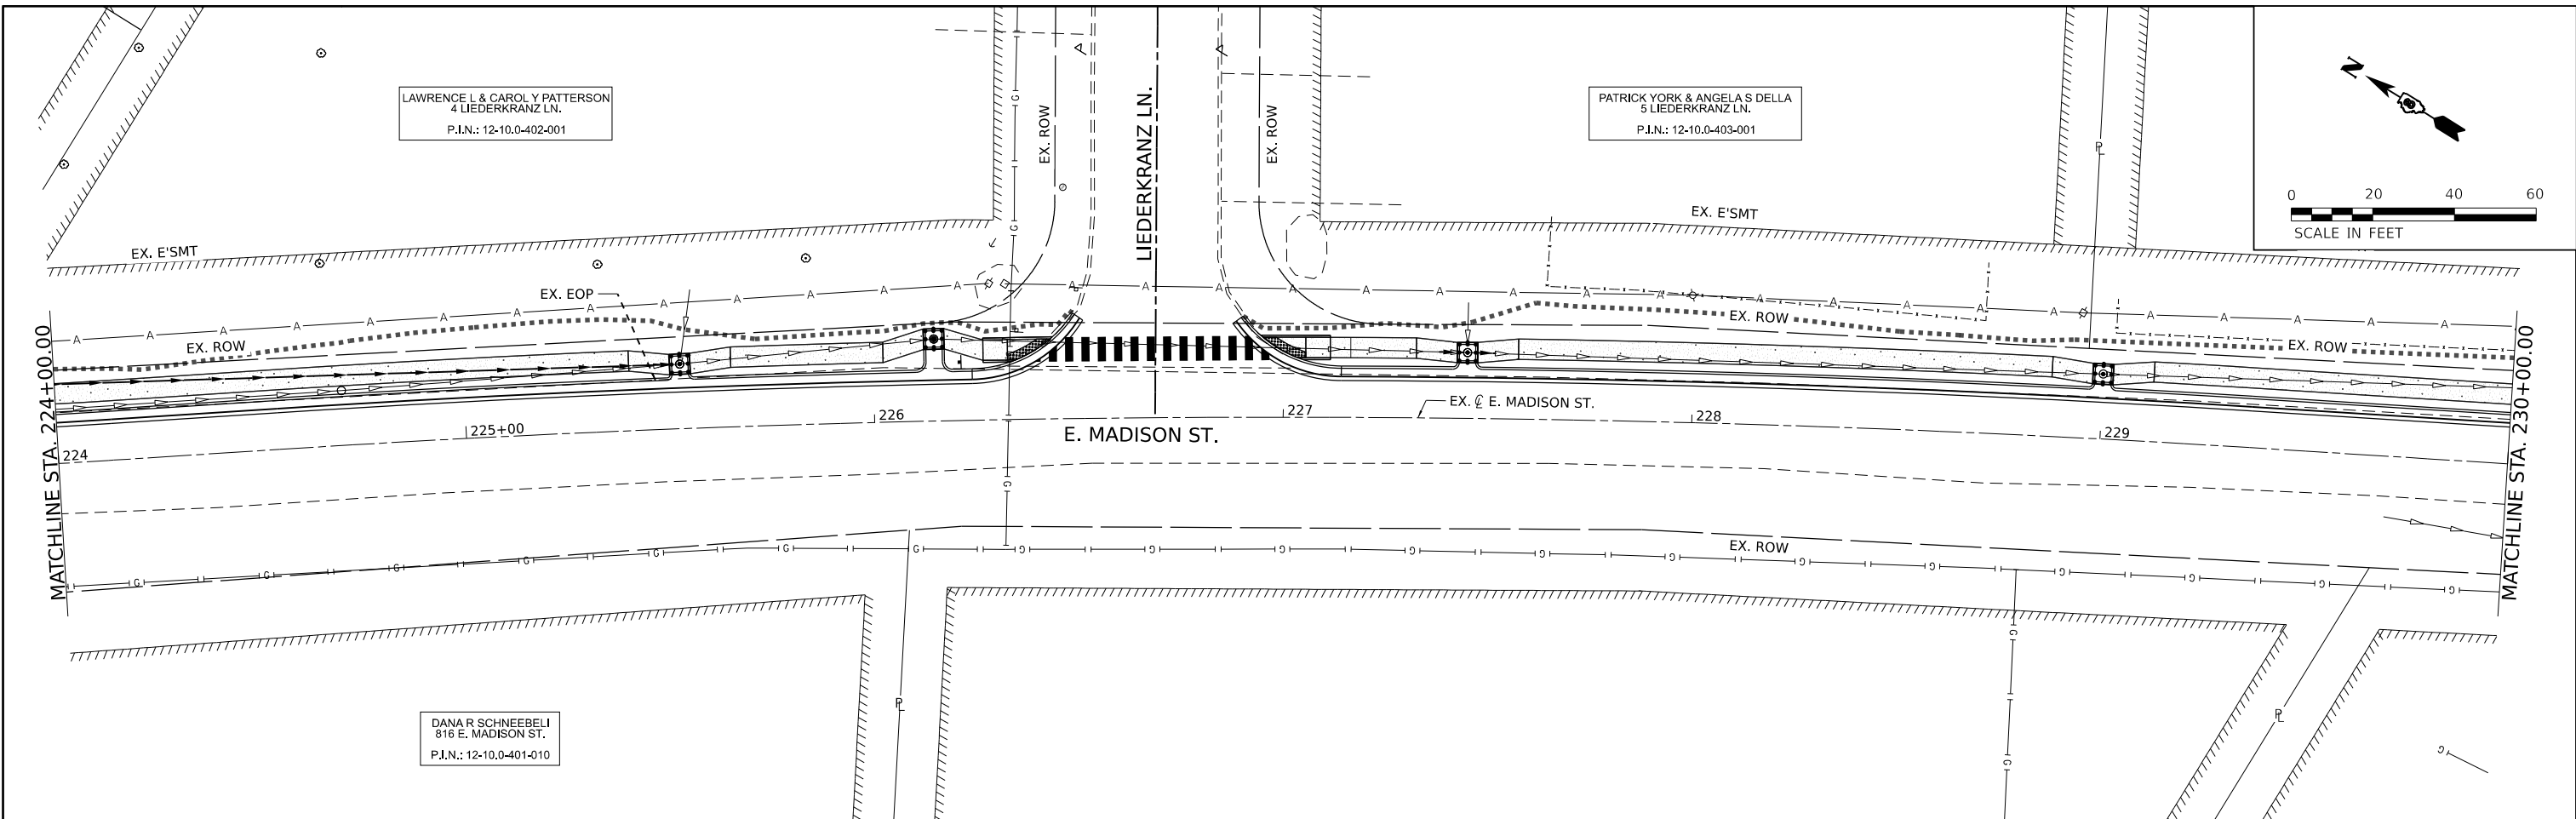 LAWRENCE L & CAROL Y PATTERSON
4 LIEDERKRANZ LN.
P.I.N.: 12-10.0-402-001
PATRICK YORK & ANGELA S DELLA
5 LIEDERKRANZ LN.
P.I.N.: 12-10.0-403-001
N
0 20 40 60
SCALE IN FEET
EX. ROW
LIEDERKRANZ LN.
EX. ROW
EX. E'SMT
EX. E'SMT
EX. EOP
EX. ROW
EX. ROW
EX. ROW
MATCHLINE STA. 224+00.00
MATCHLINE STA. 230+00.00
224
225+00
226
227
228
229
EX. ℄ E. MADISON ST.
E. MADISON ST.
EX. ROW
DANA R SCHNEEBELI
816 E. MADISON ST.
P.I.N.: 12-10.0-401-010